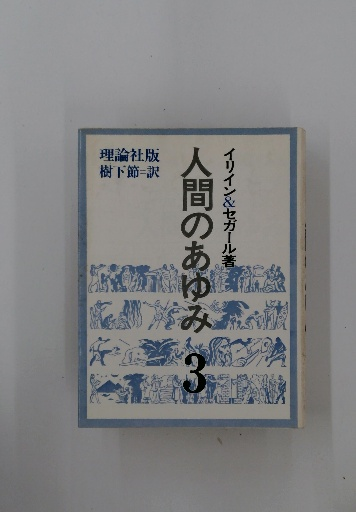 イリイン&セガール著
人間のあゆみ
3
理論社版
樹下節=訳